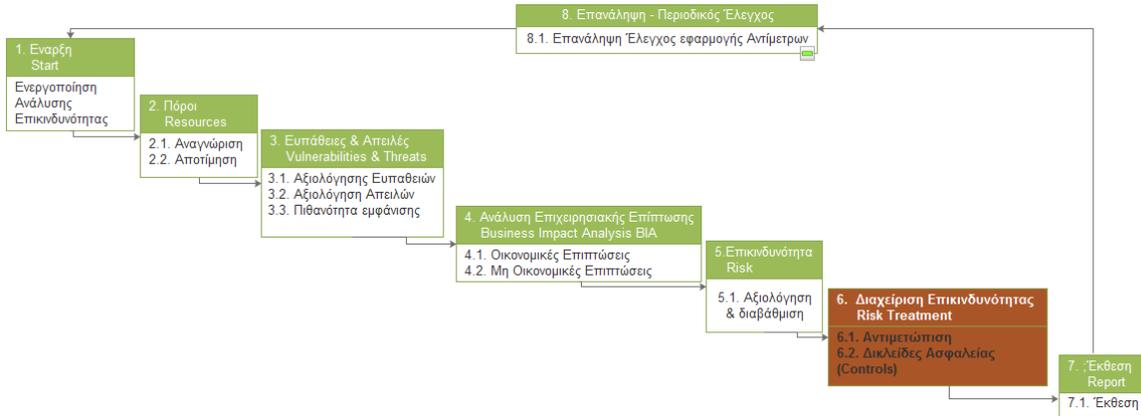 8. Επανάληψη - Περιοδικός Έλεγχος
8.1. Επανάληψη Έλεγχος εφαρμογής Αντίμετρων
1. Εναρξη
Start
Ενεργοποίηση
Ανάλυσης
Επικινδυνότητας
2. Πόροι
Resources
2.1. Αναγνώριση
2.2. Αποτίμηση
3. Ευπάθειες & Απειλές
Vulnerabilities & Threats
3.1. Αξιολόγησης Ευπαθειών
3.2. Αξιολόγηση Απειλών
3.3. Πιθανότητα εμφάνισης
4. Ανάλυση Επιχειρησιακής Επίπτωσης
Business Impact Analysis BIA
4.1. Οικονομικές Επιπτώσεις
4.2. Μη Οικονομικές Επιπτώσεις
5.Επικινδυνότητα
Risk
5.1. Αξιολόγηση
& διαβάθμιση
6. Διαχείριση Επικινδυνότητας
Risk Treatment
6.1. Αντιμετώπιση
6.2. Δικλείδες Ασφαλείας
(Controls)
7. ;Έκθεση
Report
7.1. Έκθεση